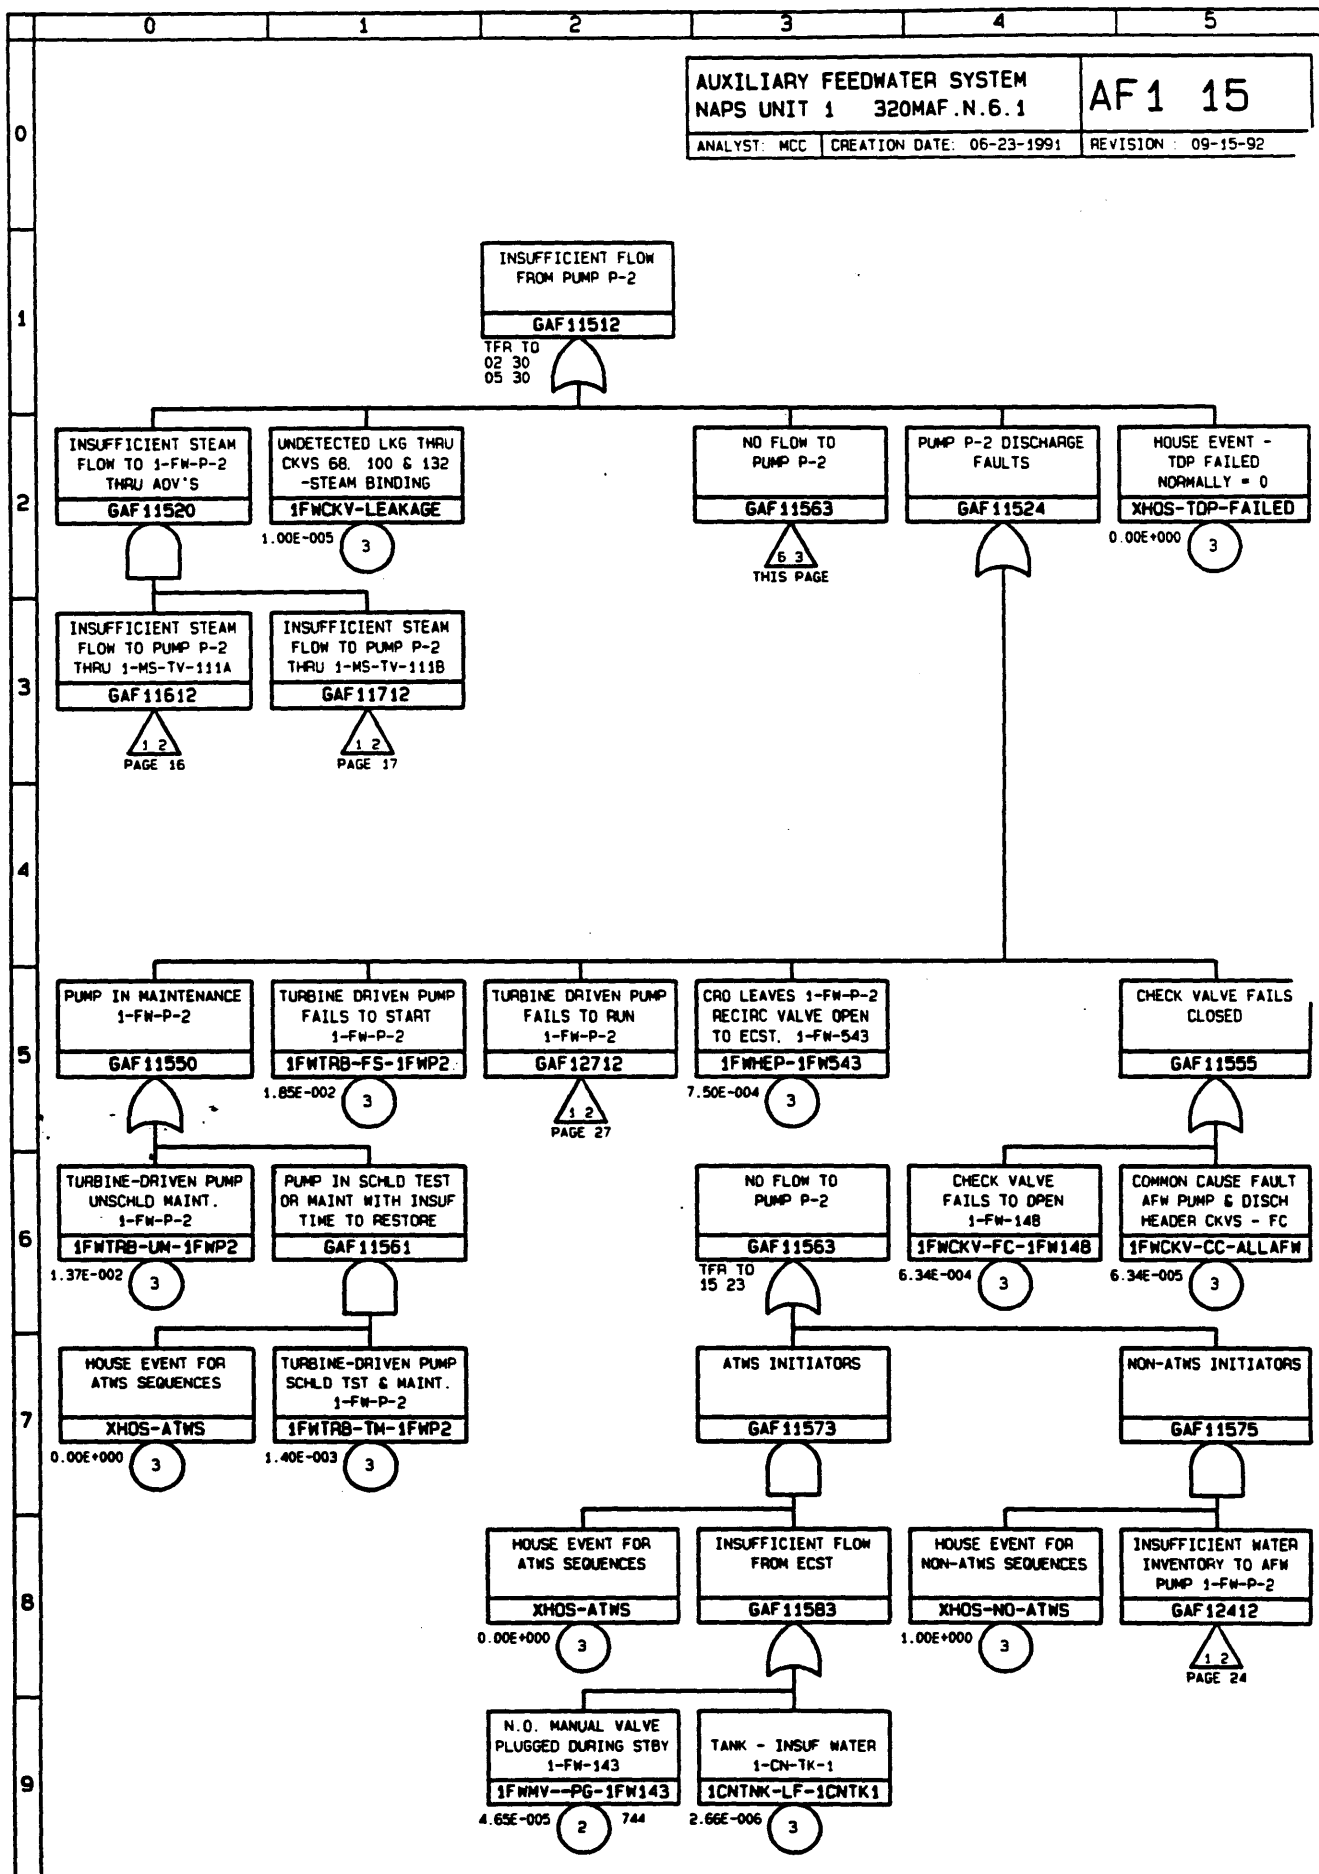 0 1 2 3 4 5
AUXILIARY FEEDWATER SYSTEM
NAPS UNIT 1 320MAF.N.6.1
AF1 15
ANALYST: MCC CREATION DATE: 06-23-1991 REVISION : 09-15-92
0
INSUFFICIENT FLOW
FROM PUMP P-2
GAF11512
TFR TO
02 30
05 30
1
INSUFFICIENT STEAM
FLOW TO 1-FW-P-2
THRU AOV'S
GAF11520
UNDETECTED LKG THRU
CKVS 68. 100 & 132
-STEAM BINDING
1FWCKV-LEAKAGE
1.00E-005
3
NO FLOW TO
PUMP P-2
GAF11563
6 3
THIS PAGE
PUMP P-2 DISCHARGE
FAULTS
GAF11524
HOUSE EVENT -
TDP FAILED
NORMALLY = 0
XHOS-TDP-FAILED
0.00E+000
3
2
INSUFFICIENT STEAM
FLOW TO PUMP P-2
THRU 1-MS-TV-111A
GAF11612
1 2
PAGE 16
INSUFFICIENT STEAM
FLOW TO PUMP P-2
THRU 1-MS-TV-111B
GAF11712
1 2
PAGE 17
3
4
PUMP IN MAINTENANCE
1-FW-P-2
GAF11550
TURBINE DRIVEN PUMP
FAILS TO START
1-FW-P-2
1FWTRB-FS-1FWP2
1.85E-002
3
TURBINE DRIVEN PUMP
FAILS TO RUN
1-FW-P-2
GAF12712
1 2
PAGE 27
CRO LEAVES 1-FW-P-2
RECIRC VALVE OPEN
TO ECST. 1-FW-543
1FWHEP-1FW543
7.50E-004
3
CHECK VALVE FAILS
CLOSED
GAF11555
5
TURBINE-DRIVEN PUMP
UNSCHLD MAINT.
1-FW-P-2
1FWTRB-UM-1FWP2
1.37E-002
3
PUMP IN SCHLD TEST
OR MAINT WITH INSUF
TIME TO RESTORE
GAF11561
NO FLOW TO
PUMP P-2
GAF11563
TFR TO
15 23
CHECK VALVE
FAILS TO OPEN
1-FW-148
1FWCKV-FC-1FW148
6.34E-004
3
COMMON CAUSE FAULT
AFW PUMP & DISCH
HEADER CKVS - FC
1FWCKV-CC-ALLAFW
6.34E-005
3
6
HOUSE EVENT FOR
ATWS SEQUENCES
XHOS-ATWS
0.00E+000
3
TURBINE-DRIVEN PUMP
SCHLD TST & MAINT.
1-FW-P-2
1FWTRB-TM-1FWP2
1.40E-003
3
ATWS INITIATORS
GAF11573
NON-ATWS INITIATORS
GAF11575
7
HOUSE EVENT FOR
ATWS SEQUENCES
XHOS-ATWS
0.00E+000
3
INSUFFICIENT FLOW
FROM ECST
GAF11583
HOUSE EVENT FOR
NON-ATWS SEQUENCES
XHOS-NO-ATWS
1.00E+000
3
INSUFFICIENT WATER
INVENTORY TO AFW
PUMP 1-FW-P-2
GAF12412
1 2
PAGE 24
8
N.O. MANUAL VALVE
PLUGGED DURING STBY
1-FW-143
1FWMV--PG-1FW143
4.65E-005
2
744
TANK - INSUF WATER
1-CN-TK-1
1CNTNK-LF-1CNTK1
2.66E-006
3
9